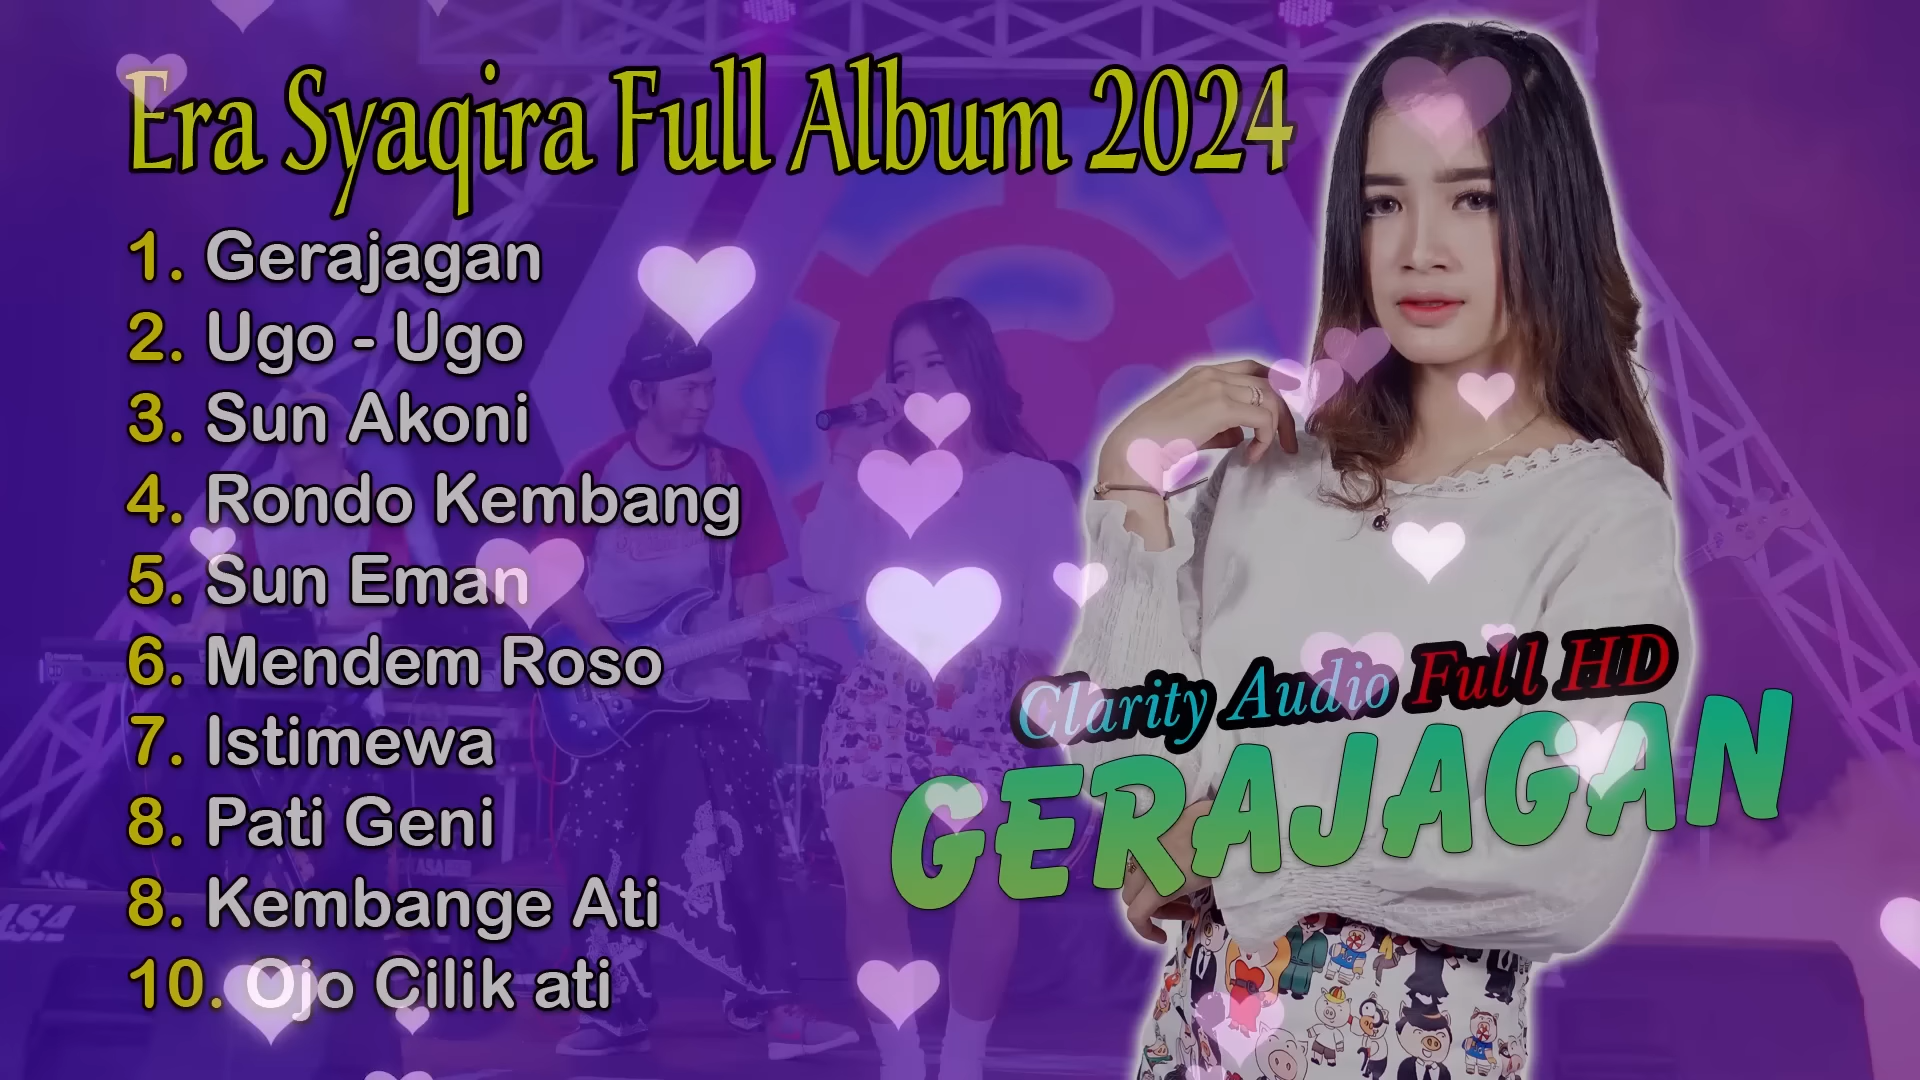 Era Syaqira Full Album 2024
1. Gerajagan
2. Ugo - Ugo
3. Sun Akoni
4. Rondo Kembang
5. Sun Eman
6. Mendem Roso
7. Istimewa
8. Pati Geni
8. Kembange Ati
10. Ojo Cilik ati
Clarity Audio Full HD
GERAJAGAN
ASA
ASA